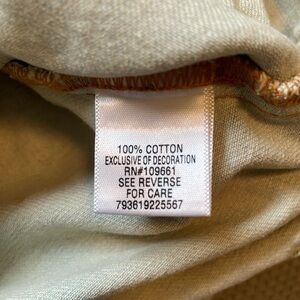 100% COTTON
EXCLUSIVE OF DECORATION
RN#109661
SEE REVERSE
FOR CARE
793619225567